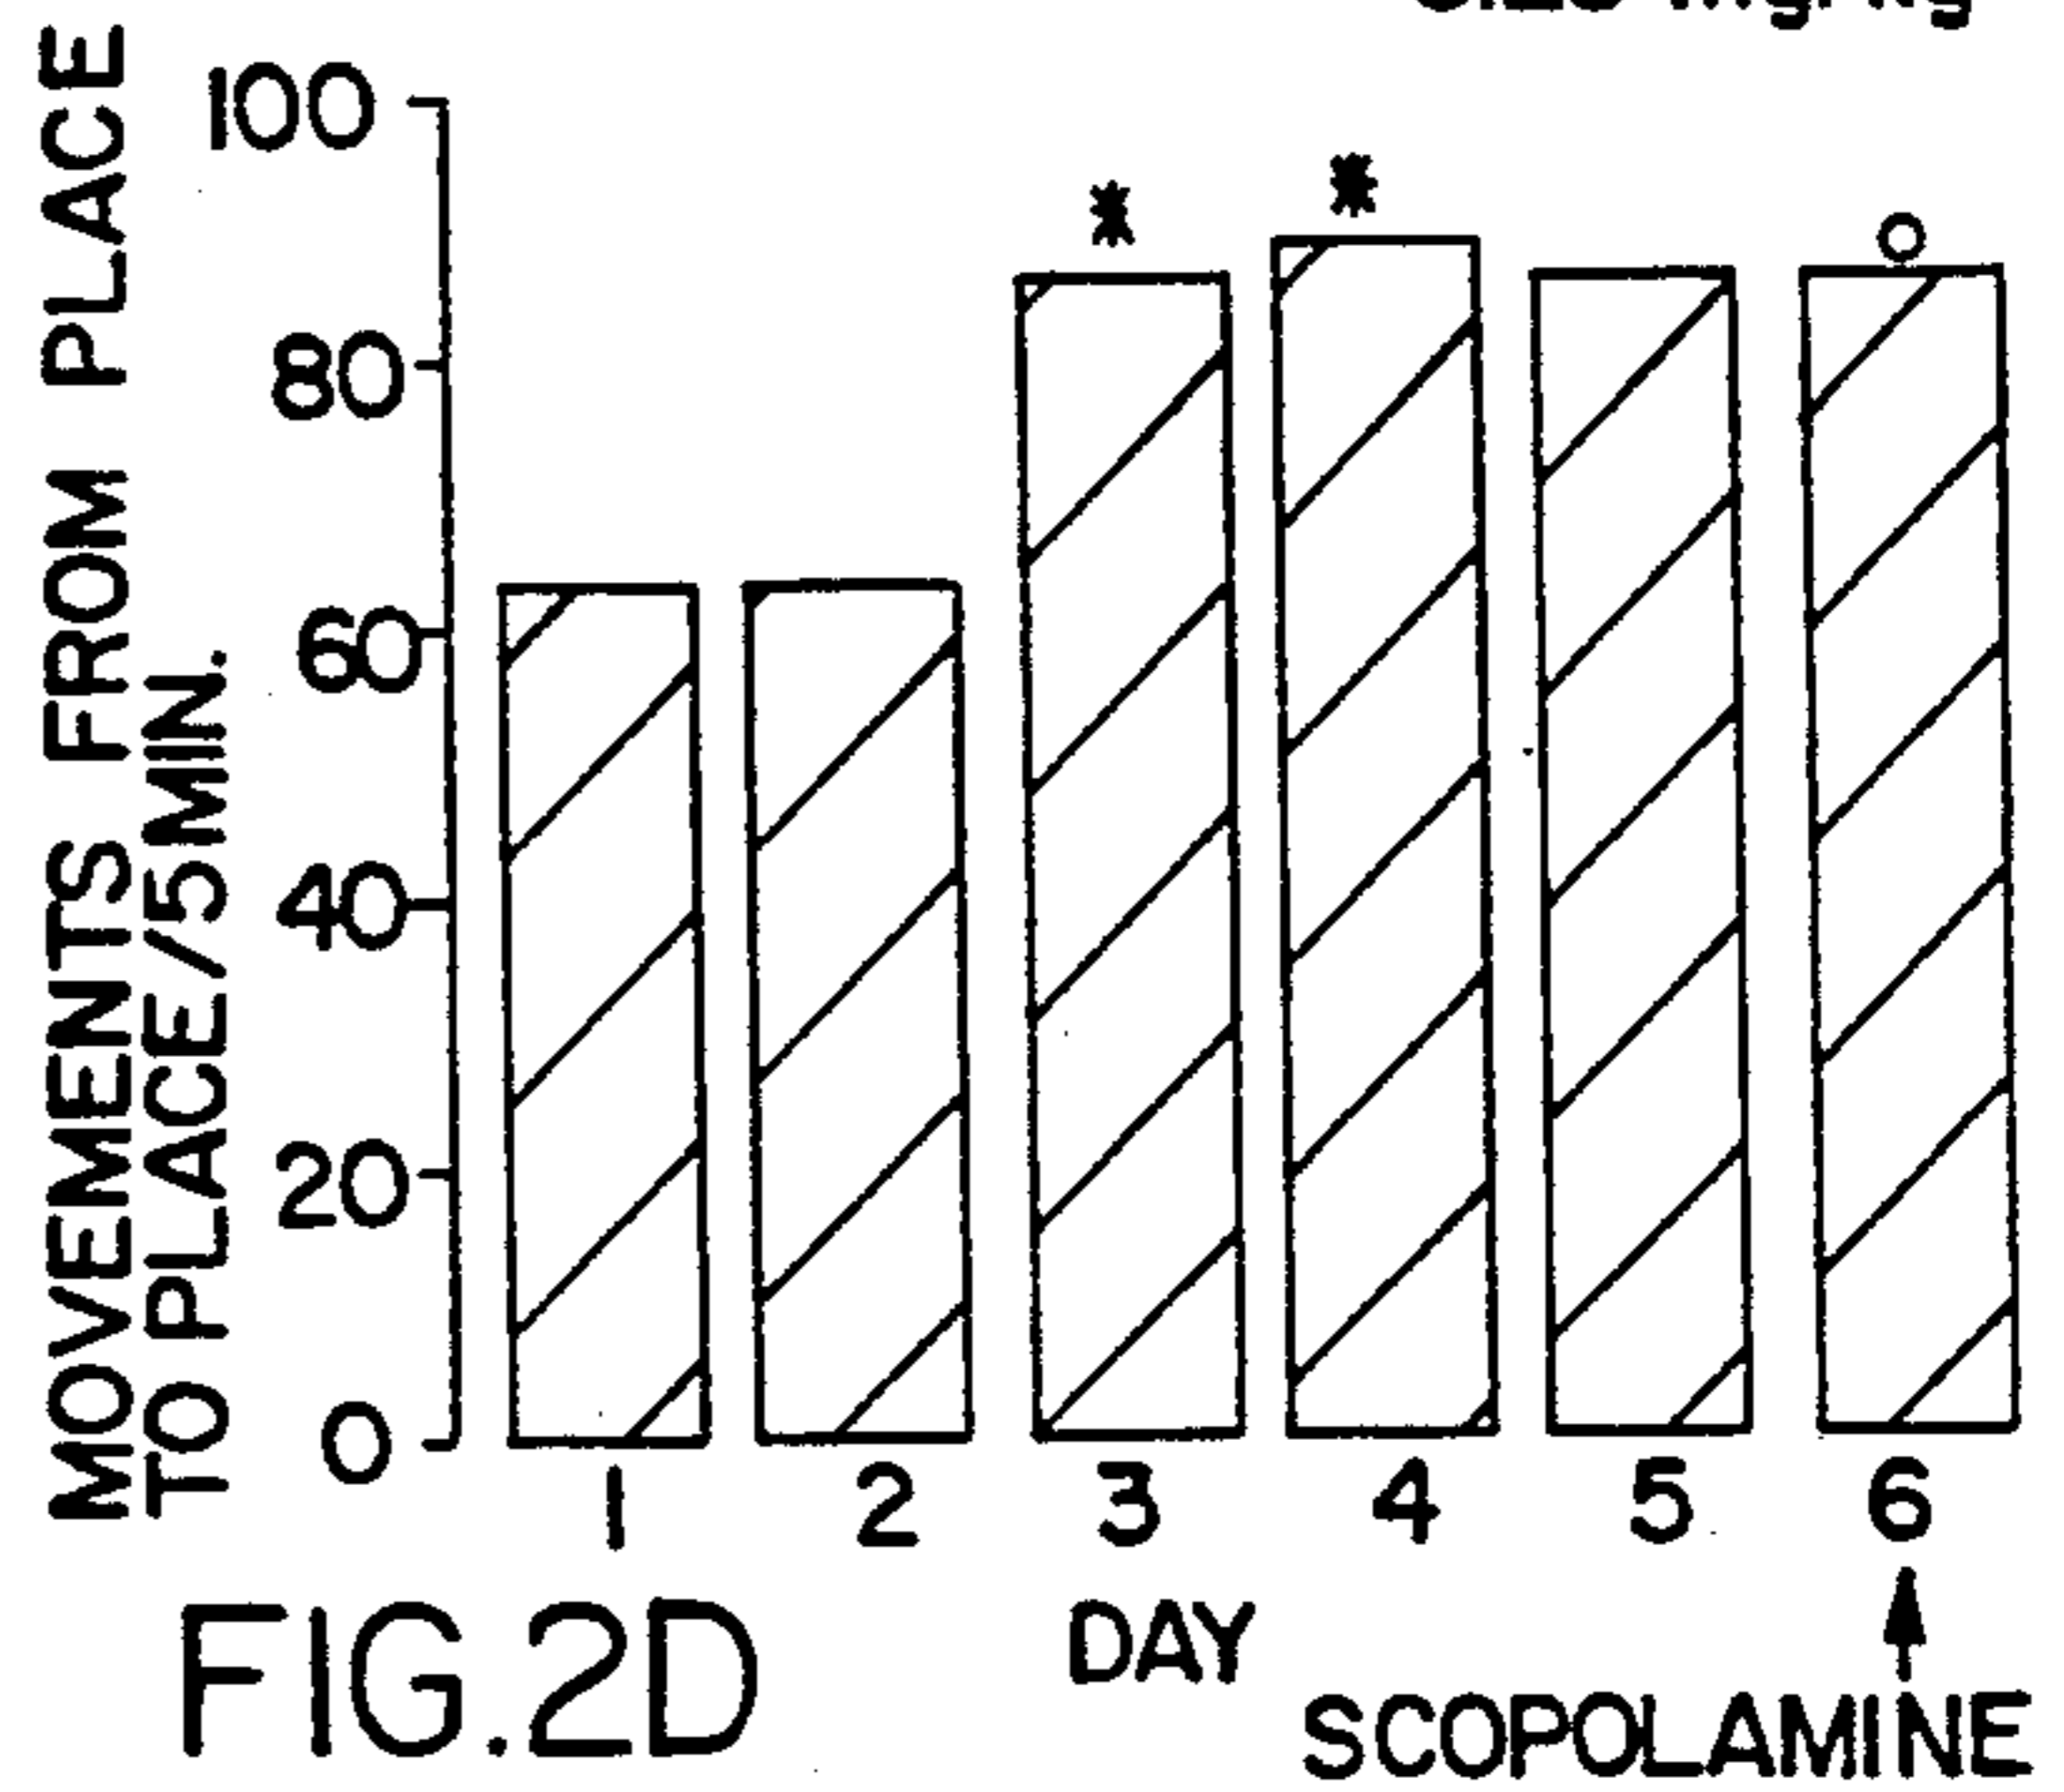 MOVEMENTS FROM PLACE
TO PLACE/5MIN.
100
80
60
40
20
0
*
*
1 2 3 4 5 6
DAY
SCOPOLAMINE
FIG.2D